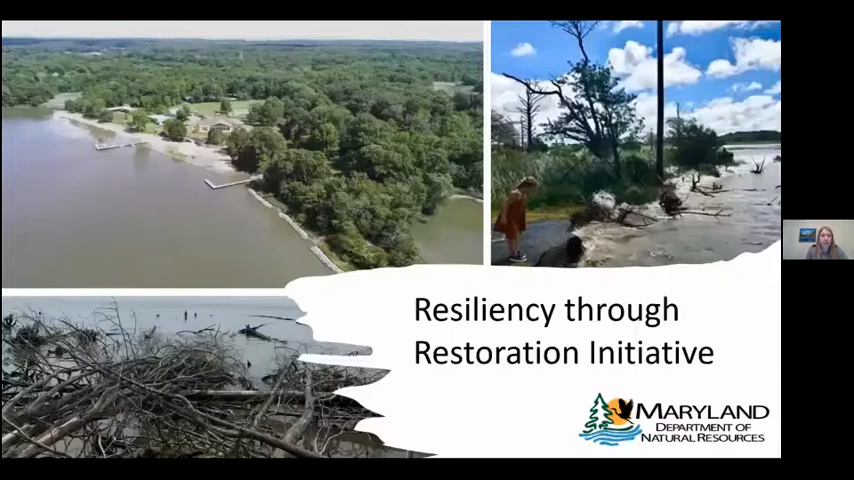 Resiliency through
Restoration Initiative
MARYLAND
DEPARTMENT OF
NATURAL RESOURCES